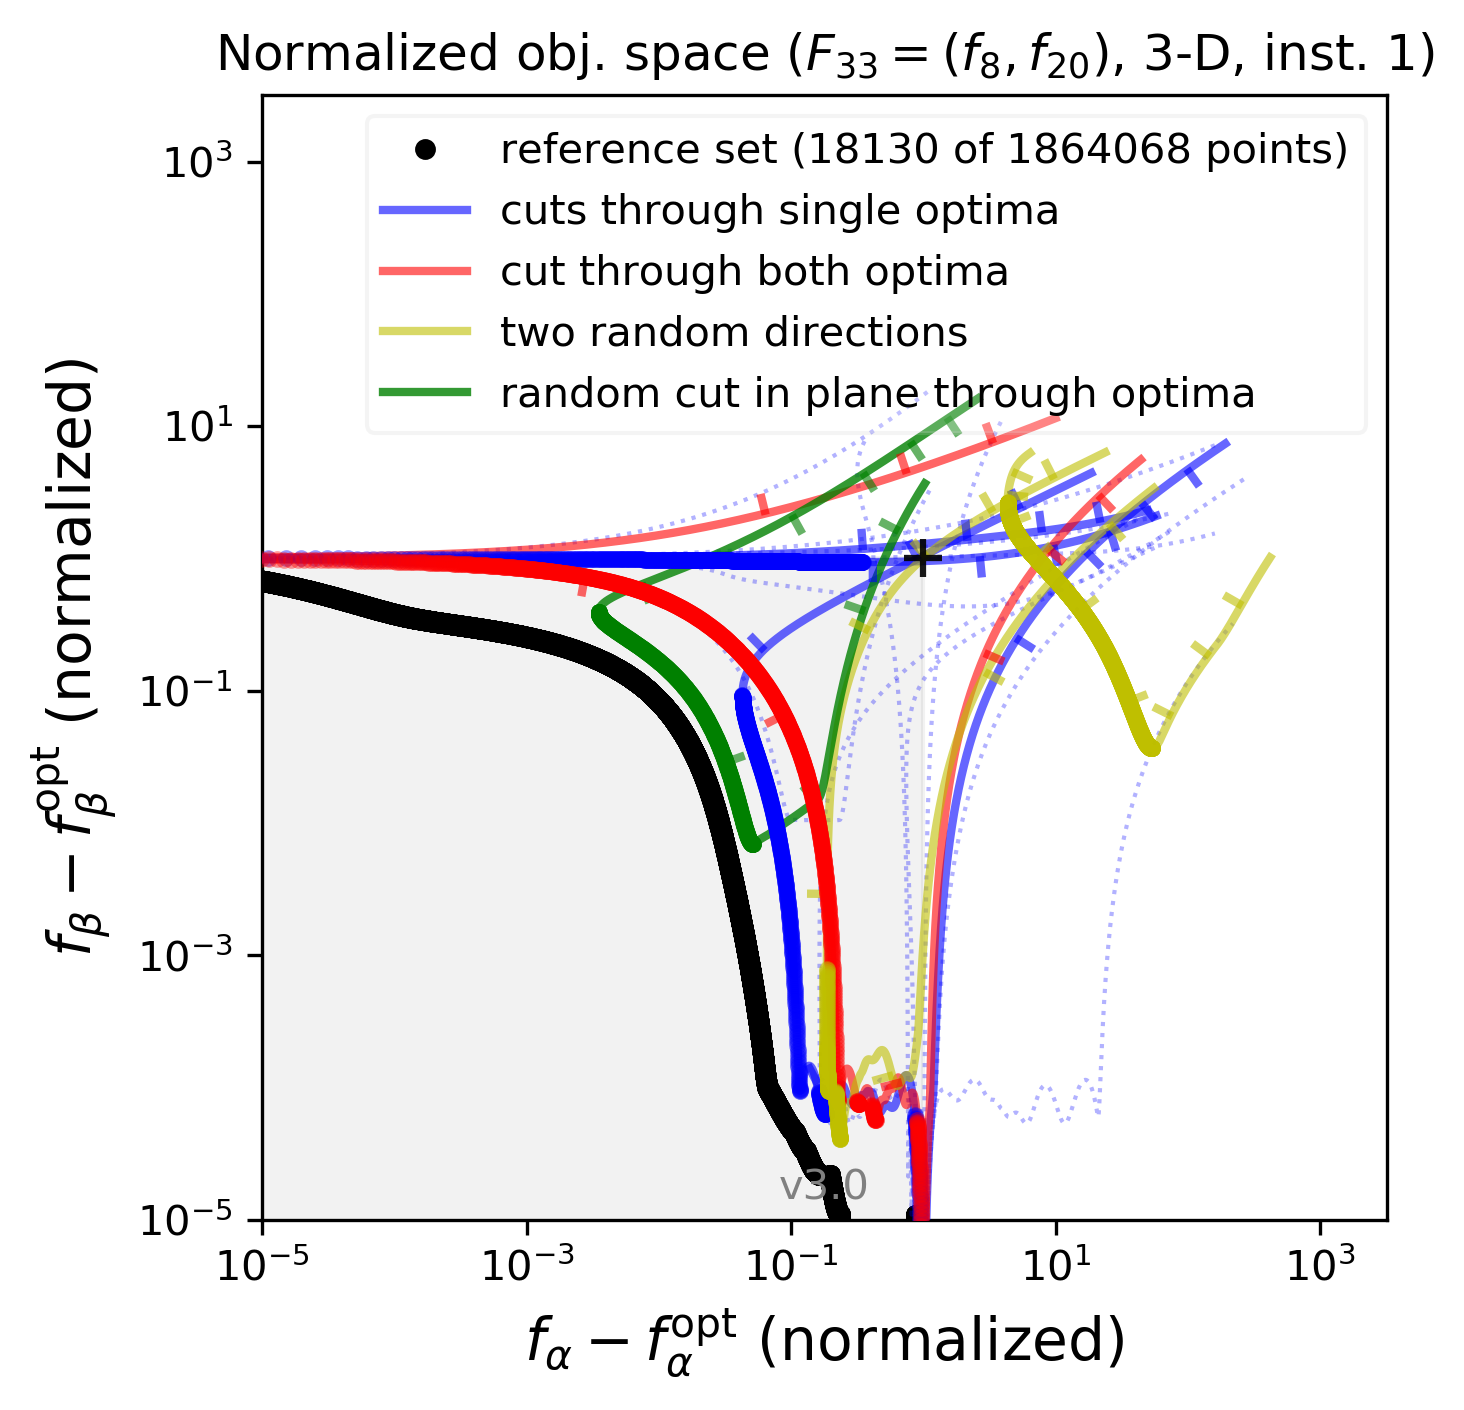 Normalized obj. space (F₃₃ = (f₈, f₂₀), 3-D, inst. 1)
reference set (18130 of 1864068 points)
cuts through single optima
cut through both optima
two random directions
random cut in plane through optima
10³
10¹
10⁻¹
10⁻³
10⁻⁵
f_β − f_β^opt (normalized)
v3.0
10⁻⁵
10⁻³
10⁻¹
10¹
10³
f_α − f_α^opt (normalized)